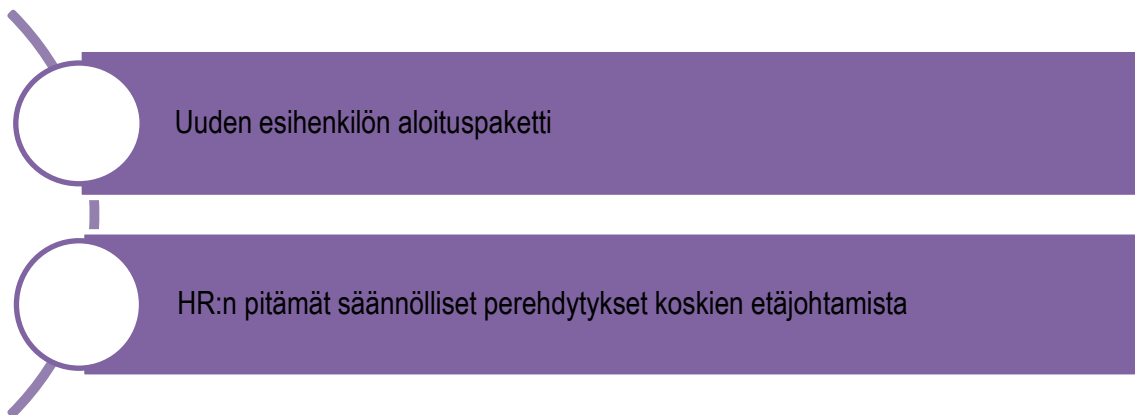 Uuden esihenkilön aloituspaketti
HR:n pitämät säännölliset perehdytykset koskien etäjohtamista